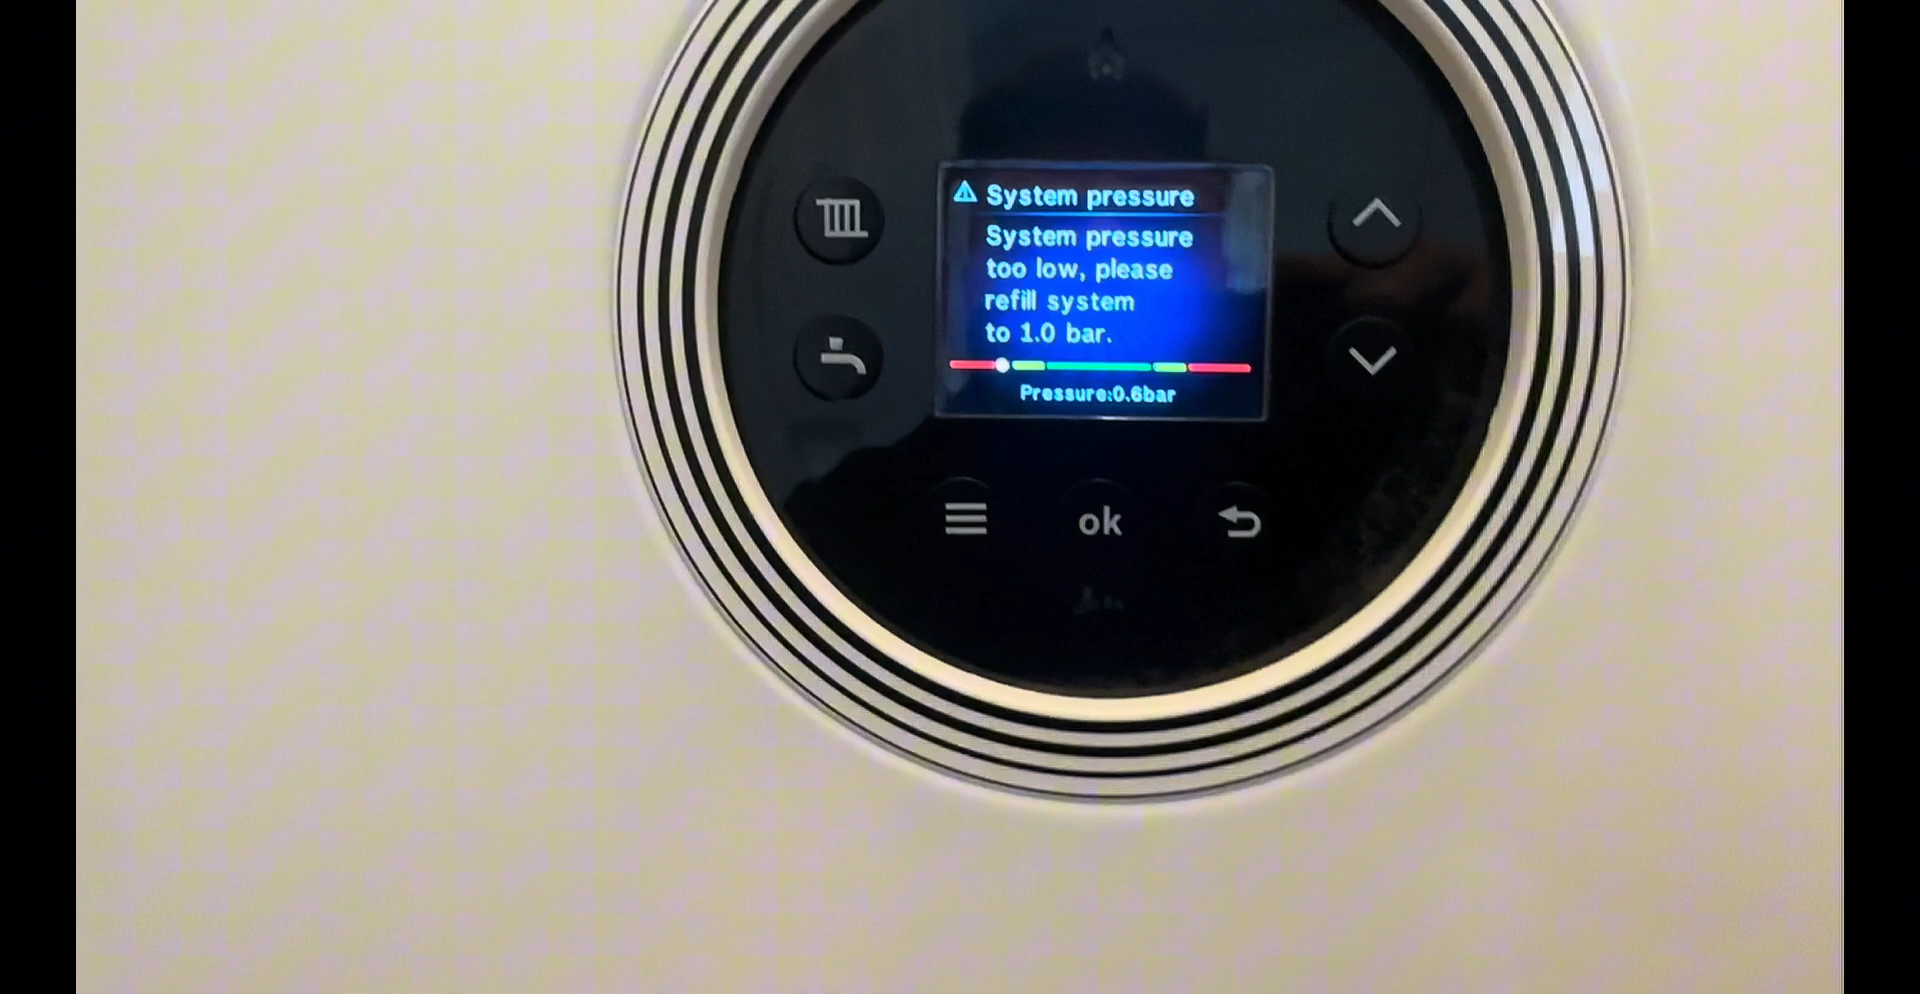 System pressure
System pressure
too low, please
refill system
to 1.0 bar.
Pressure:0.6bar
ok